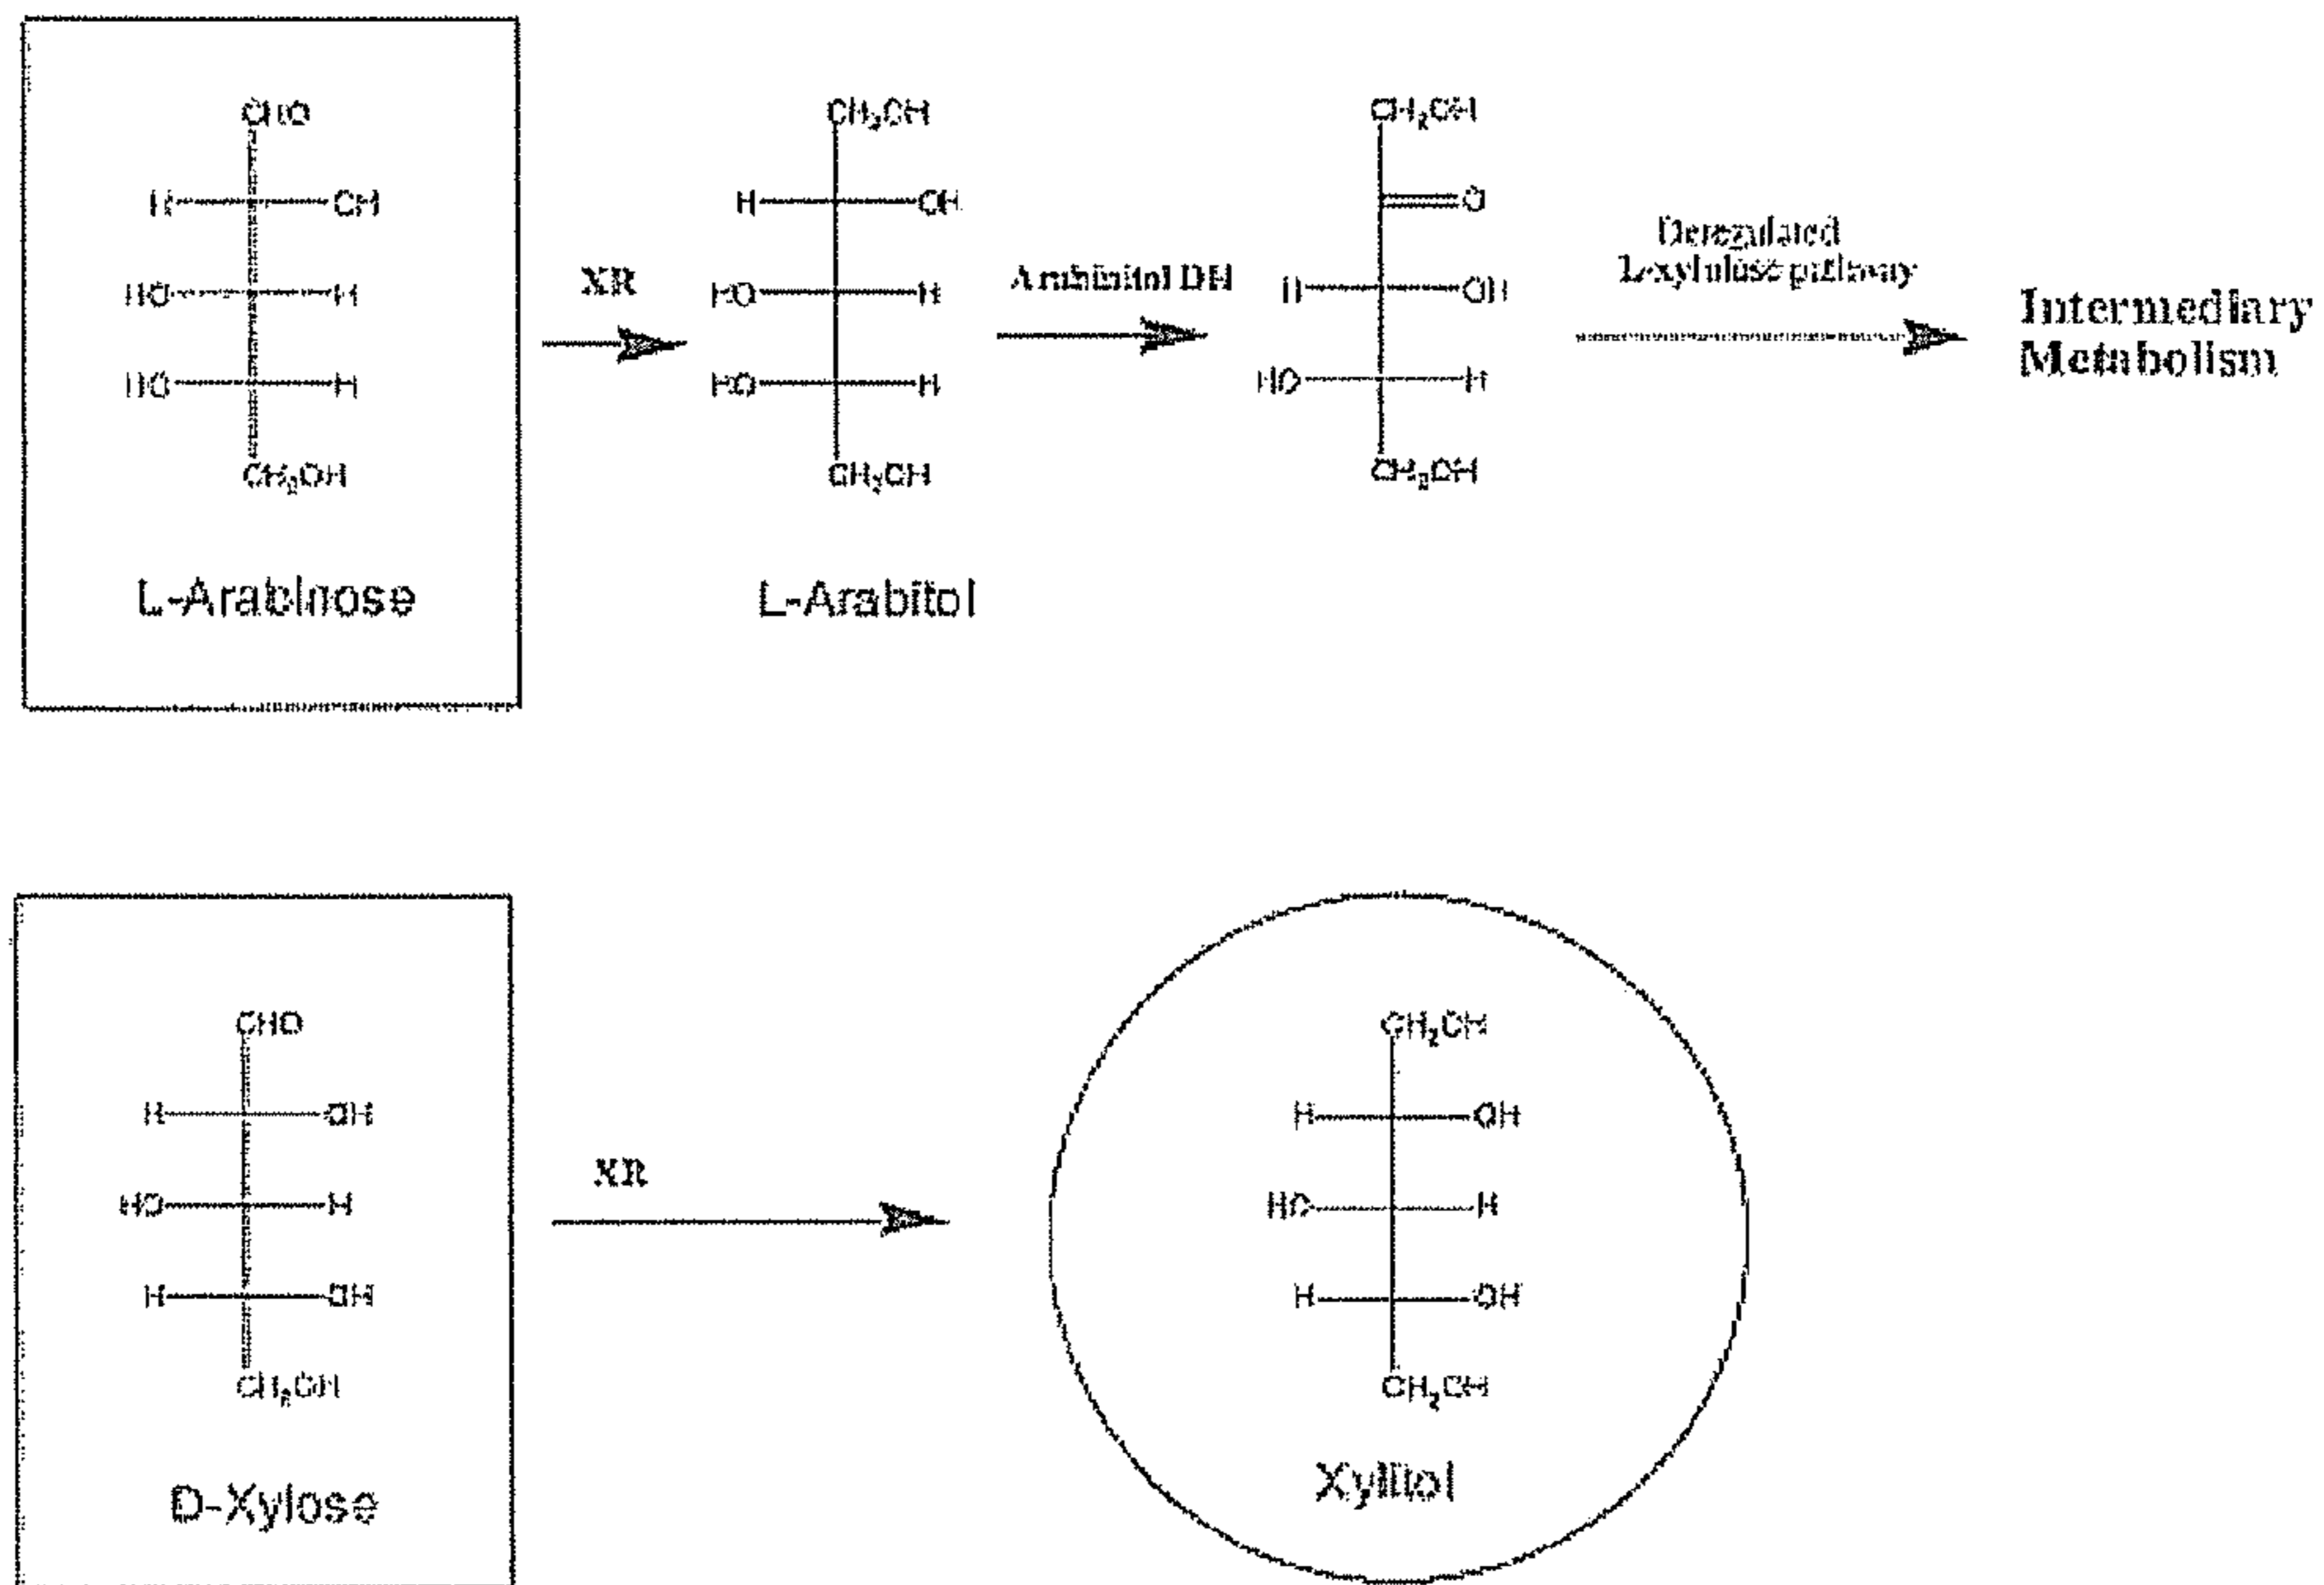 CHO
H OH
HO H
HO H
CH₂OH
L-Arabinose
XR
CH₂OH
H OH
HO H
HO H
CH₂OH
L-Arabitol
Arabinitol DH
CH₂OH
O
H OH
HO H
CH₂OH
Deregulated
L-xylulose pathway
Intermediary
Metabolism
CHO
H OH
HO H
H OH
CH₂OH
D-Xylose
XR
CH₂OH
H OH
HO H
H OH
CH₂OH
Xylitol